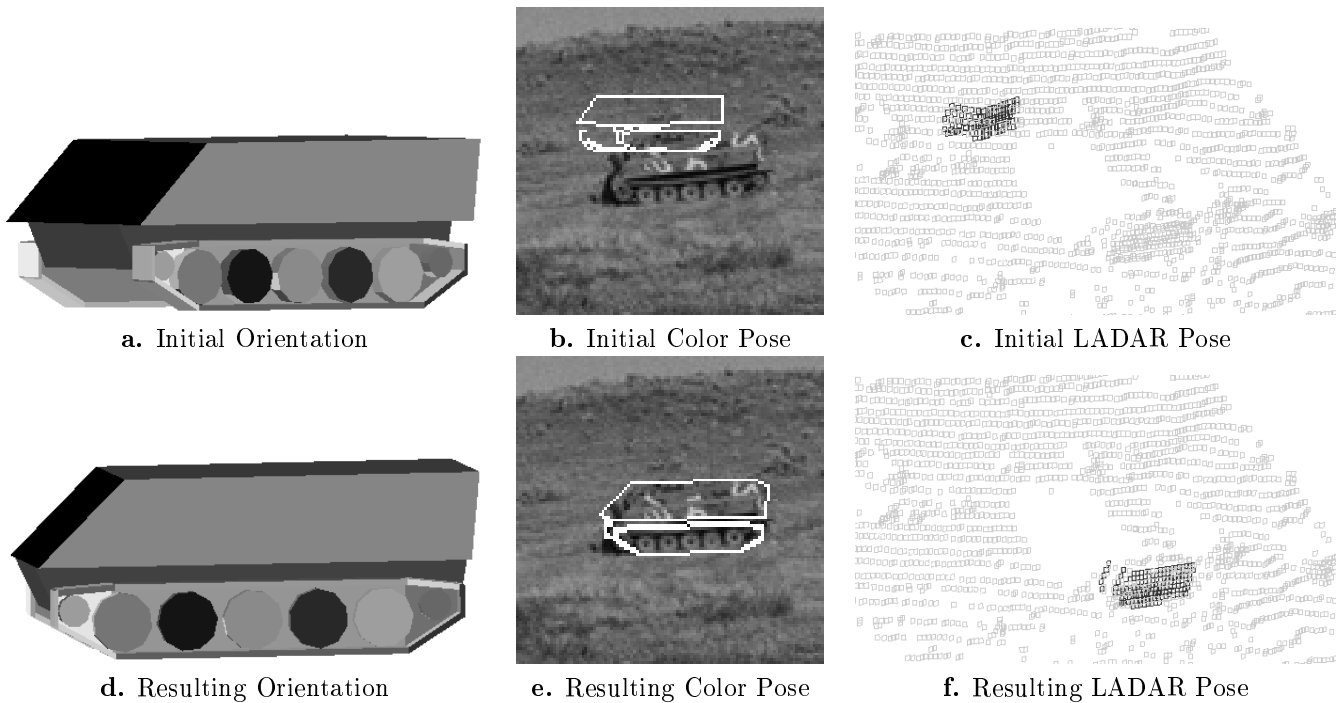 a. Initial Orientation
b. Initial Color Pose
c. Initial LADAR Pose
d. Resulting Orientation
e. Resulting Color Pose
f. Resulting LADAR Pose